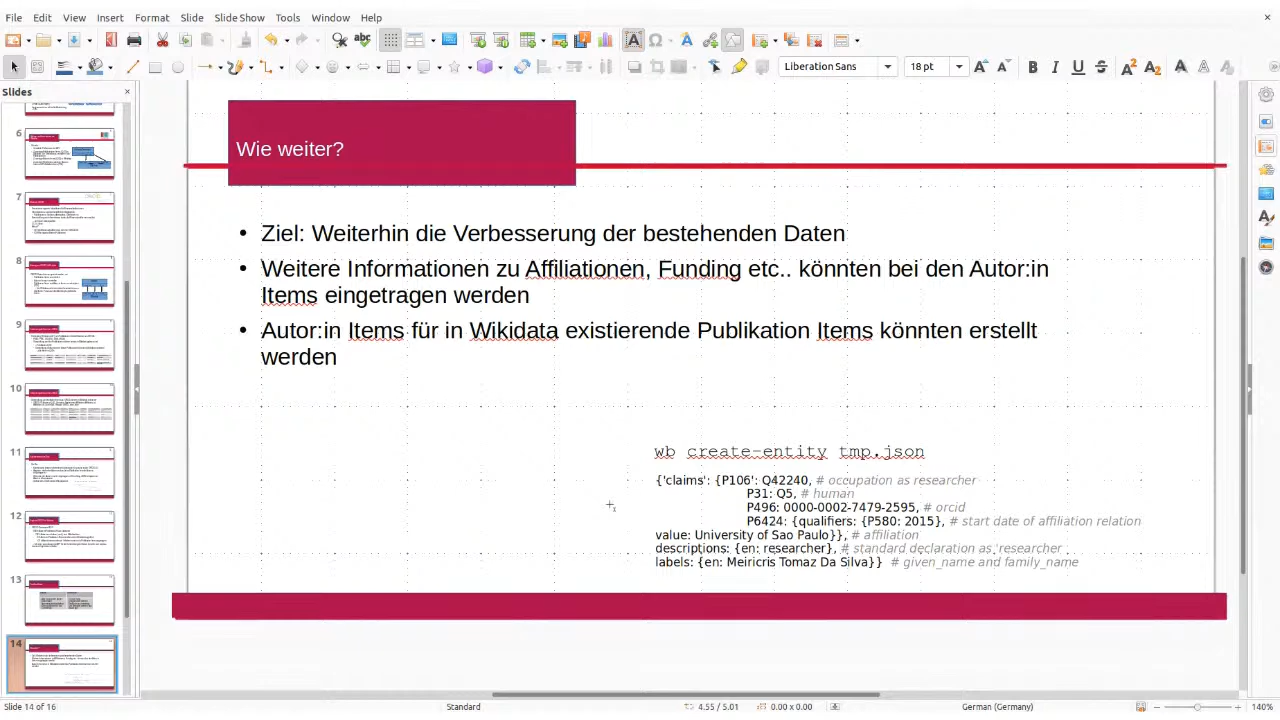 File Edit View Insert Format Slide Slide Show Tools Window Help
Liberation Sans 18 pt
Slides
6
7
8
9
10
11
12
13
14
Wie weiter?
• Ziel: Weiterhin die Verbesserung der bestehenden Daten
• Weitere Informationen zu Affiliationen, Funding etc.. könnten bei den Autor:in
Items eingetragen werden
• Autor:in Items für in Wikidata existierende Publikation Items könnten erstellt
werden
wb create-entity tmp.json
{'claims': {P106': Q42240, # occupation as researcher
P31: Q5, # human
P496: 0000-0002-7479-2595, # orcid
P6424: {qualifiers: {P580: 2015}, # start date of affiliation relation
value: University of Sao Paulo}}, # affiliation
descriptions: {en: researcher}, # standard declaration as researcher
labels: {en: Meiricris Tomaz Da Silva}} # given_name and family_name
Slide 14 of 16 Standard 4.55 / 5.01 0.00 x 0.00 German (Germany) 140%